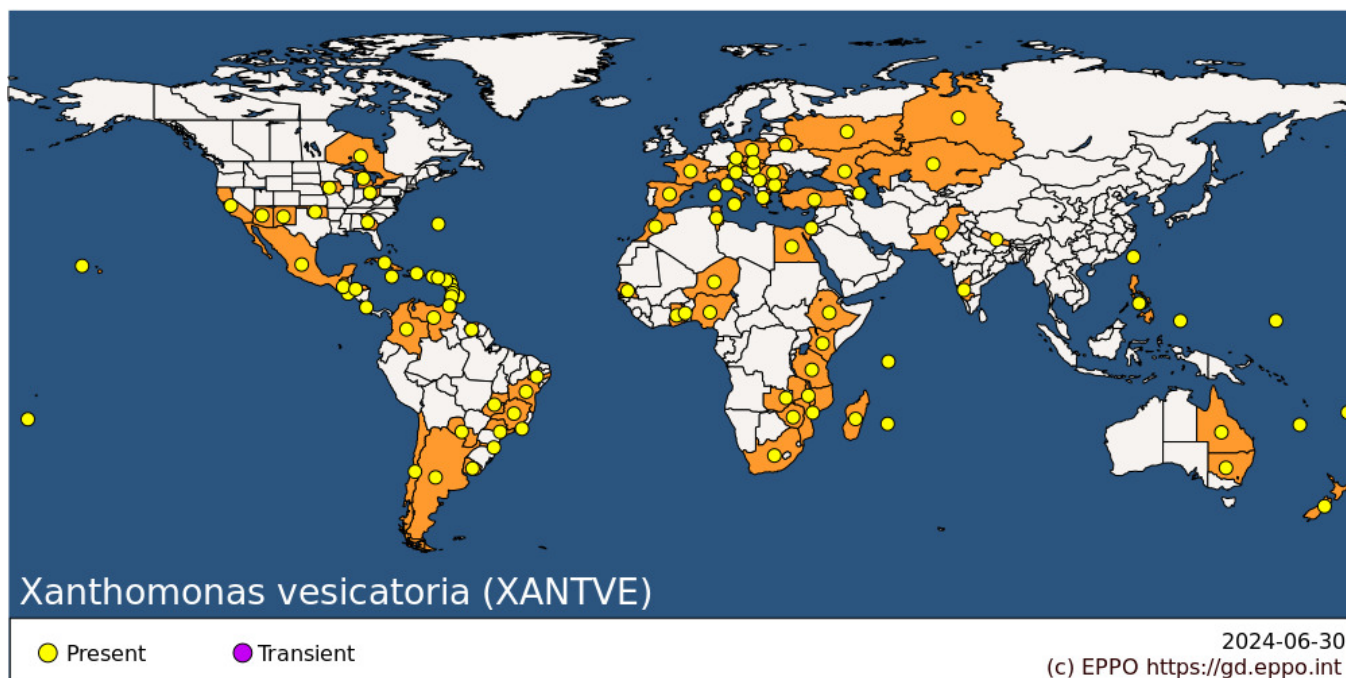 Xanthomonas vesicatoria (XANTVE)
Present
Transient
2024-06-30
(c) EPPO https://gd.eppo.int